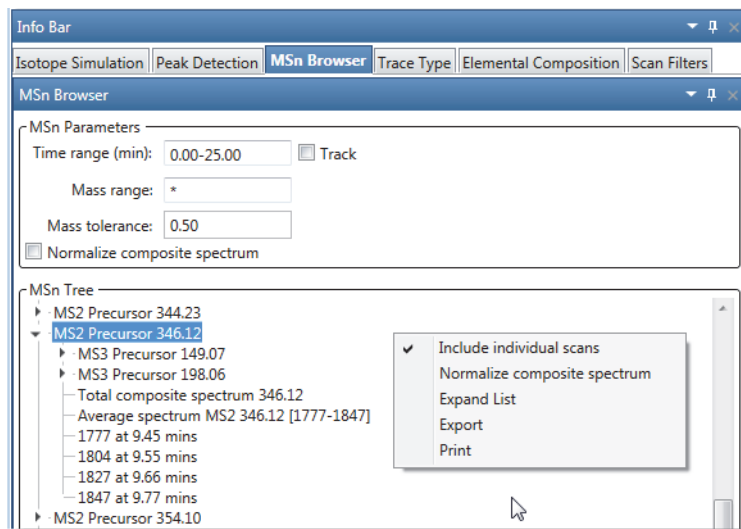 Info Bar
Isotope Simulation Peak Detection MSn Browser Trace Type Elemental Composition Scan Filters
MSn Browser
MSn Parameters
Time range (min): 0.00-25.00 Track
Mass range: *
Mass tolerance: 0.50
Normalize composite spectrum
MSn Tree
MS2 Precursor 344.23
MS2 Precursor 346.12
MS3 Precursor 149.07
MS3 Precursor 198.06
Total composite spectrum 346.12
Average spectrum MS2 346.12 [1777-1847]
1777 at 9.45 mins
1804 at 9.55 mins
1827 at 9.66 mins
1847 at 9.77 mins
MS2 Precursor 354.10
Include individual scans
Normalize composite spectrum
Expand List
Export
Print